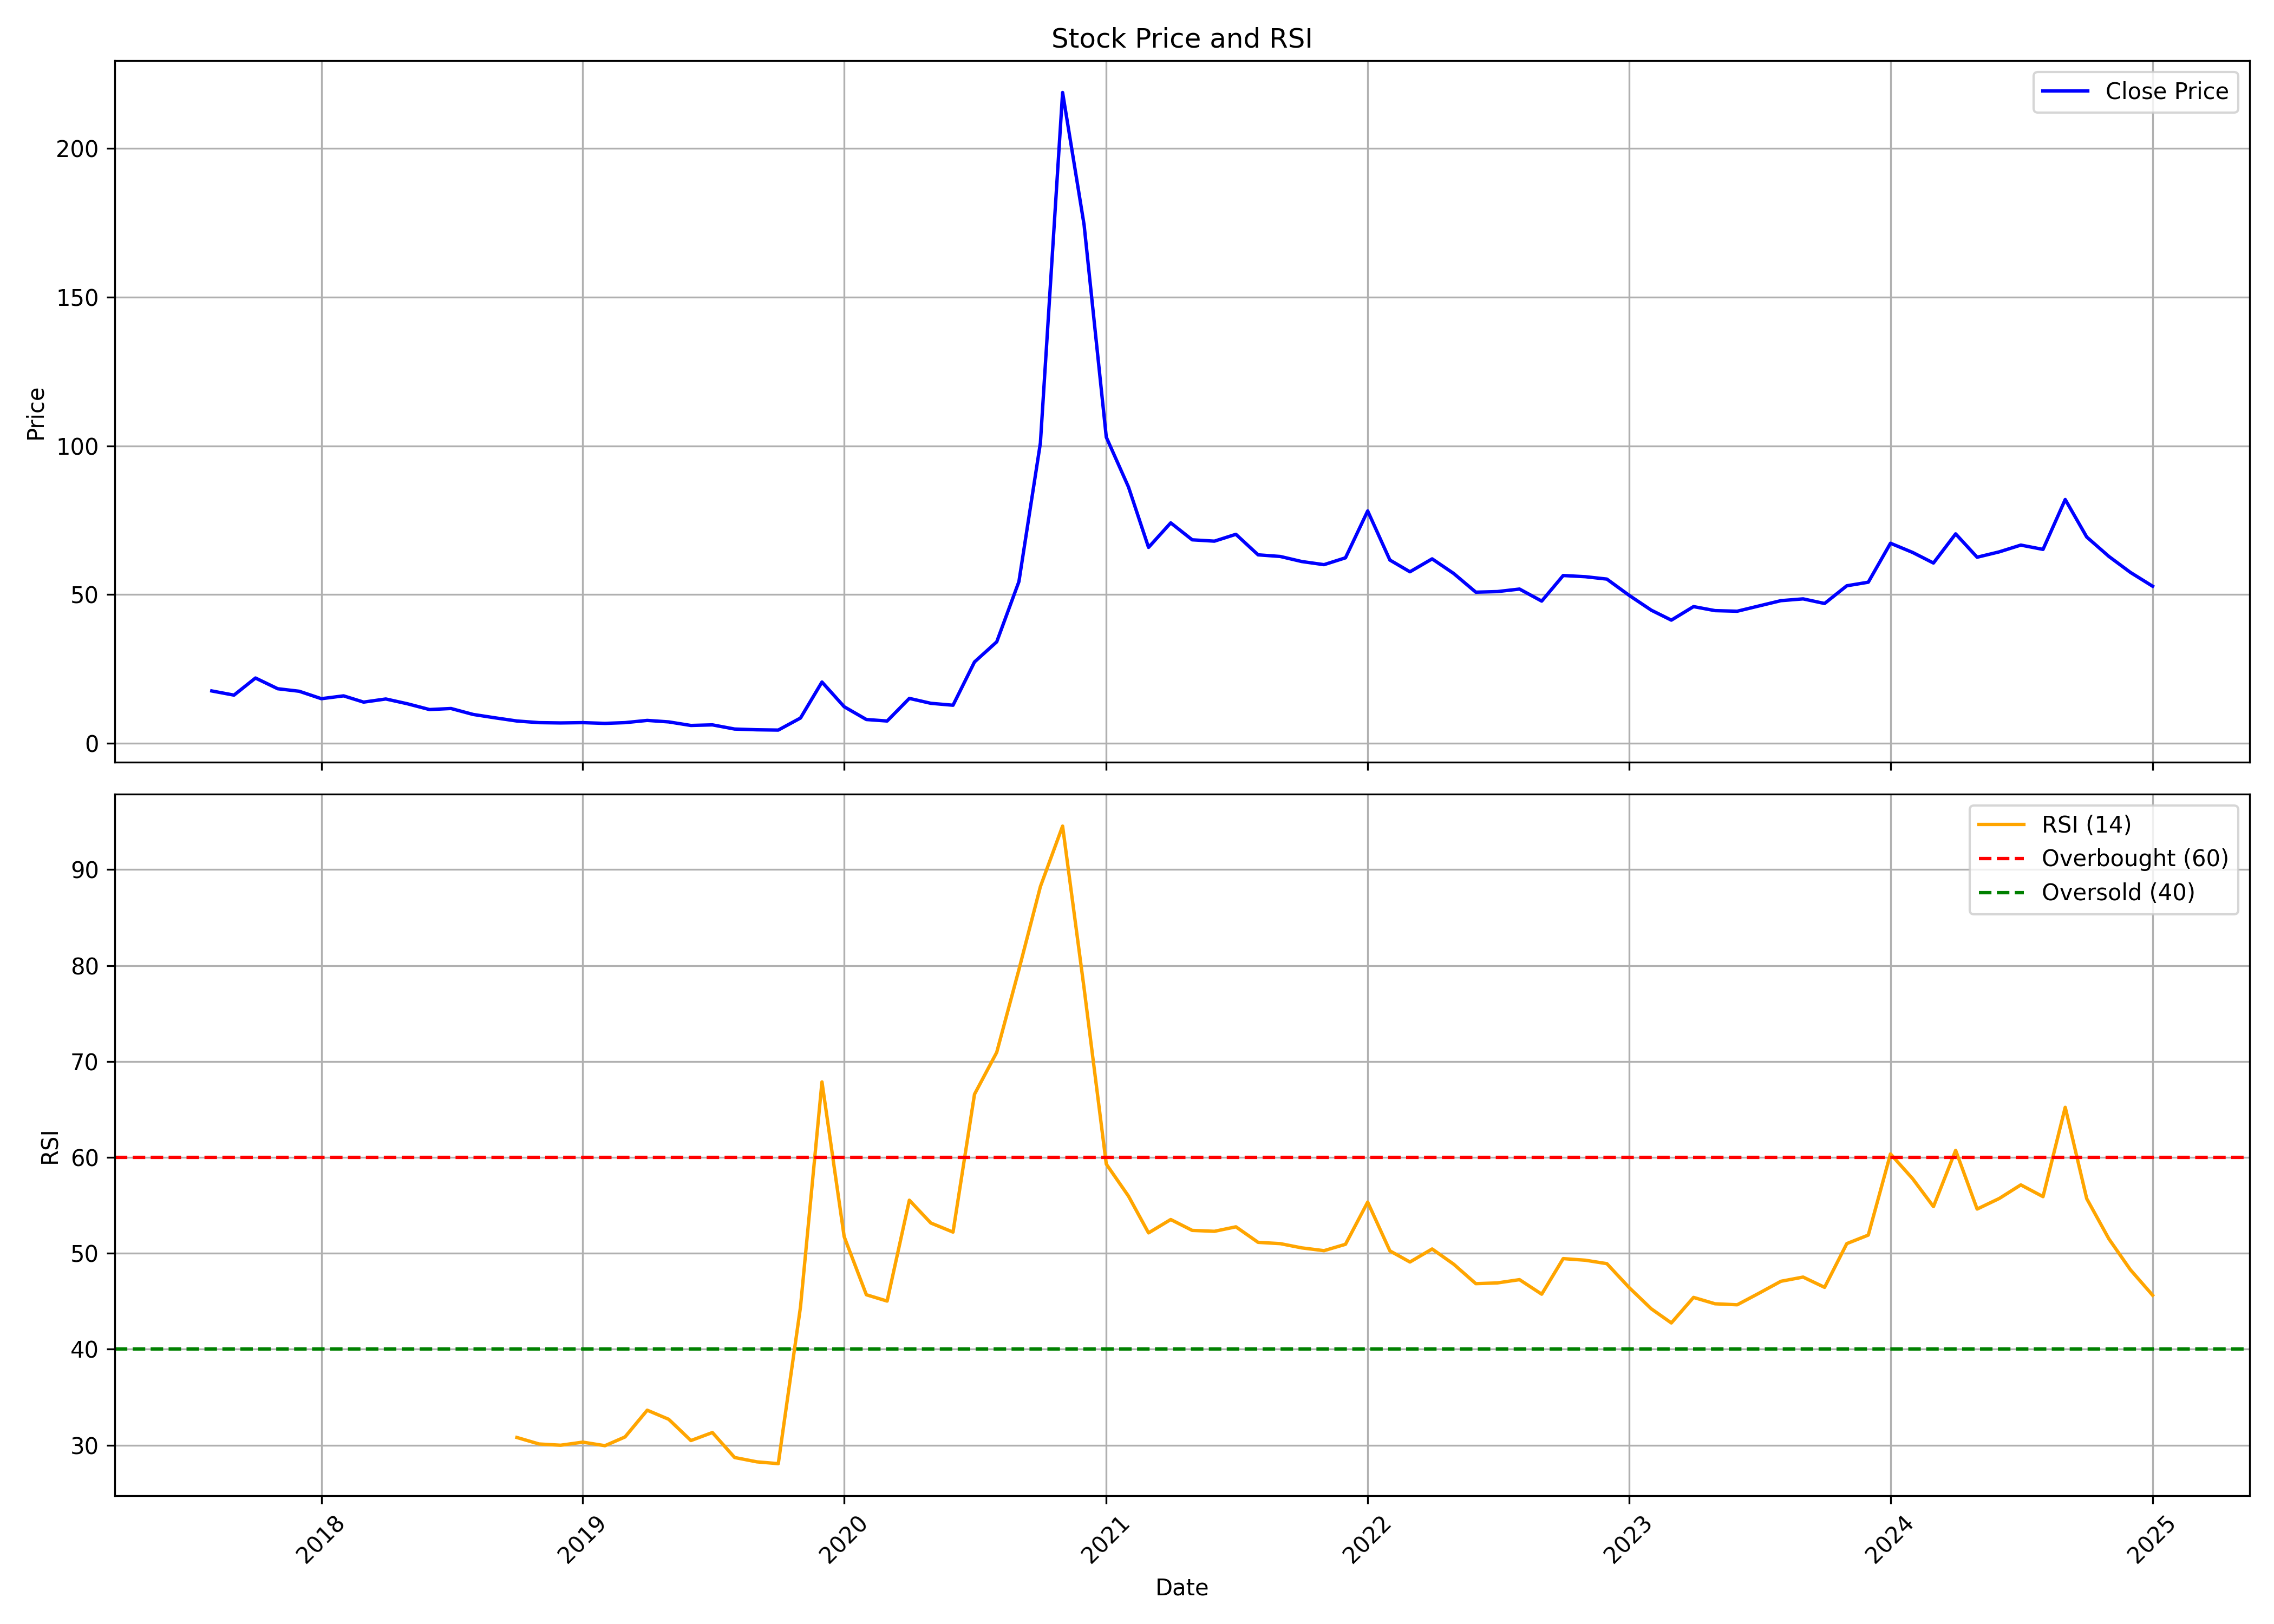 Stock Price and RSI
Close Price
Price
200
150
100
50
0
RSI (14)
Overbought (60)
Oversold (40)
RSI
90
80
70
60
50
40
30
2018
2019
2020
2021
2022
2023
2024
2025
Date